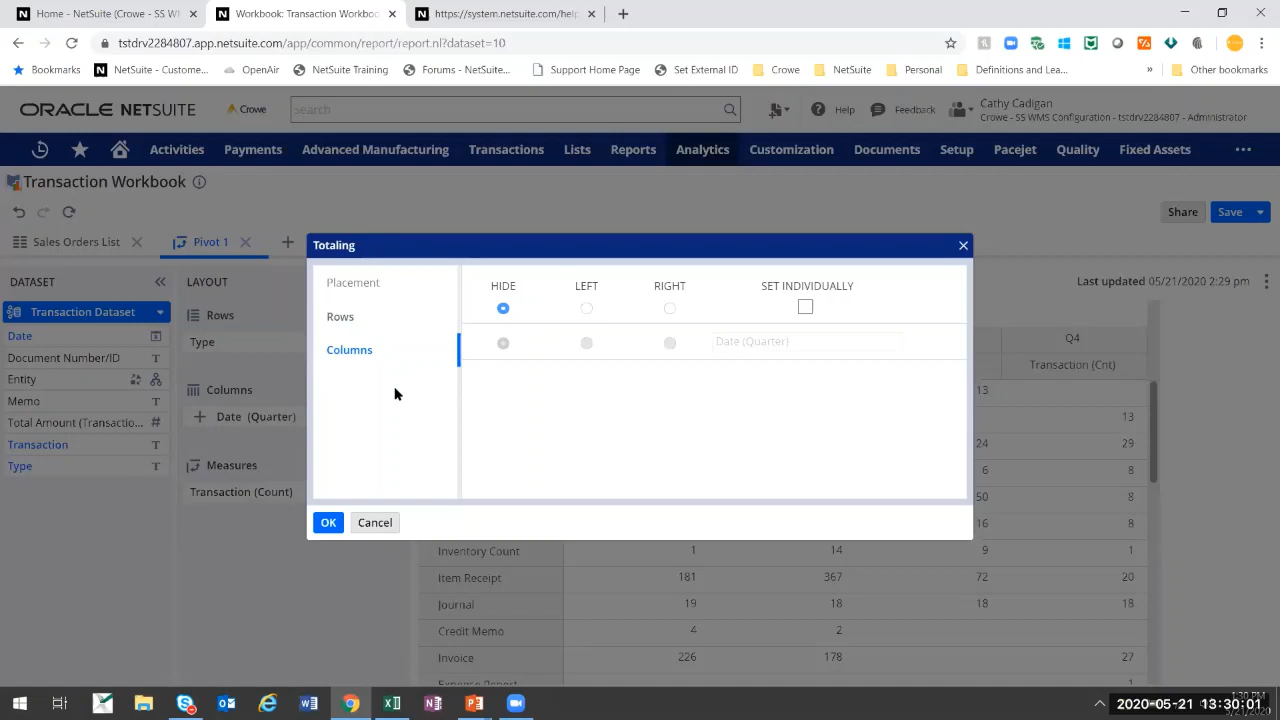 Home - NetSuite (Crowe - SS W
Workbook: Transaction Workboo
https://system.netsuite.com/help
tstdrv2284807.app.netsuite.com/app/common/report/report.nl?dataset=10
Bookmarks
NetSuite - Custome...
OpenAir
NetSuite Training
Forums - NetSuite...
Support Home Page
Set External ID
Crowe
NetSuite
Personal
Definitions and Lea...
»
Other bookmarks
ORACLE NETSUITE
Crowe
search
Help
Feedback
Cathy Cadigan
Crowe - SS WMS Configuration - tstdrv2284807 - Administrator
Activities
Payments
Advanced Manufacturing
Transactions
Lists
Reports
Analytics
Customization
Documents
Setup
Pacejet
Quality
Fixed Assets
Transaction Workbook
Share
Save
Sales Orders List
Pivot 1
DATASET
LAYOUT
Last updated 05/21/2020 2:29 pm
Transaction Dataset
Date
Document Number/ID
Entity
Memo
Total Amount (Transactio...
Transaction
Type
Rows
Type
Columns
Date (Quarter)
Measures
Transaction (Count)
Totaling
Placement
Rows
Columns
HIDE
LEFT
RIGHT
SET INDIVIDUALLY
Date (Quarter)
OK
Cancel
Q4
Transaction (Cnt)
13
13
24 29
6 8
50 8
16 8
Inventory Count 1 14 9 1
Item Receipt 181 367 72 20
Journal 19 18 18 18
Credit Memo 4 2
Invoice 226 178 27
Expense Report 1
2020-05-21 13:30:01